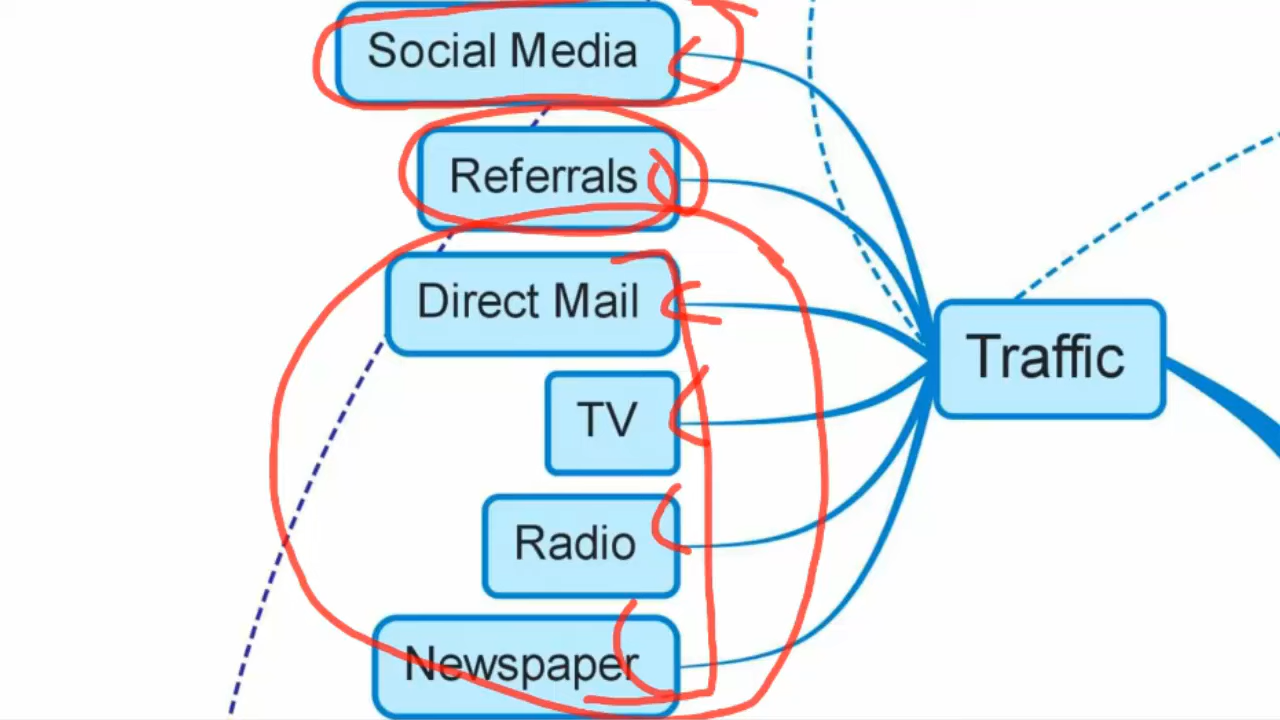 Social Media
Referrals
Direct Mail
TV
Radio
Newspaper
Traffic